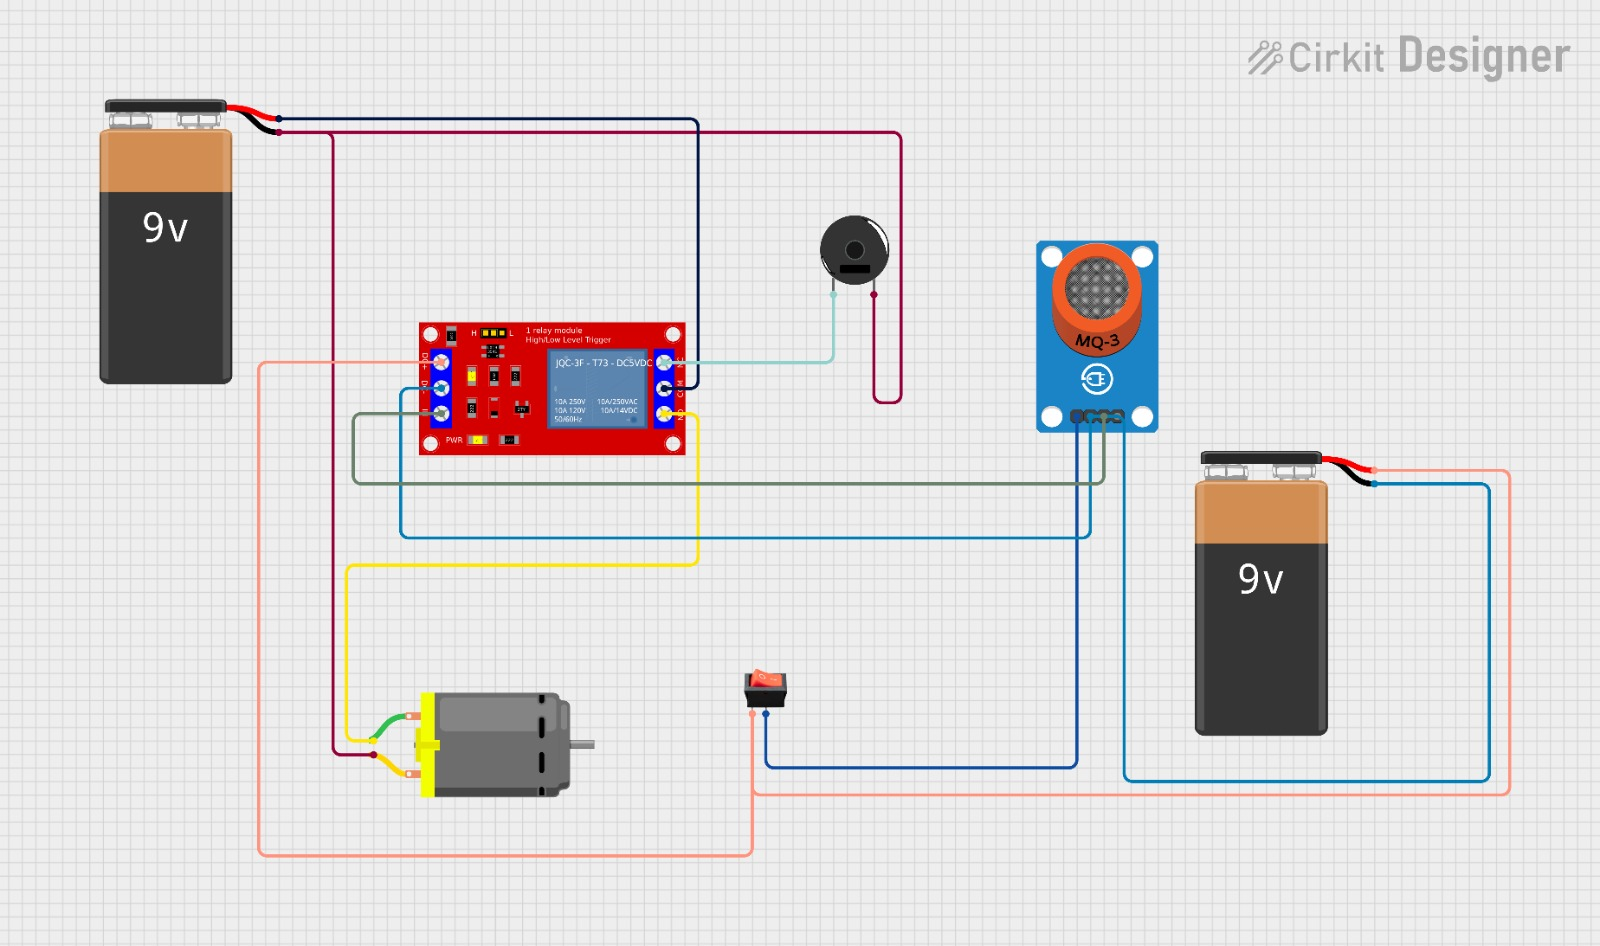 Cirkit Designer
9v
1 relay module
High/Low Level Trigger
H
L
JQC-3F - T73 - DC5VDC
10A 250V 10A/250VAC
10A 120V 10A/14VDC
50/60Hz
PWR
MQ-3
9v